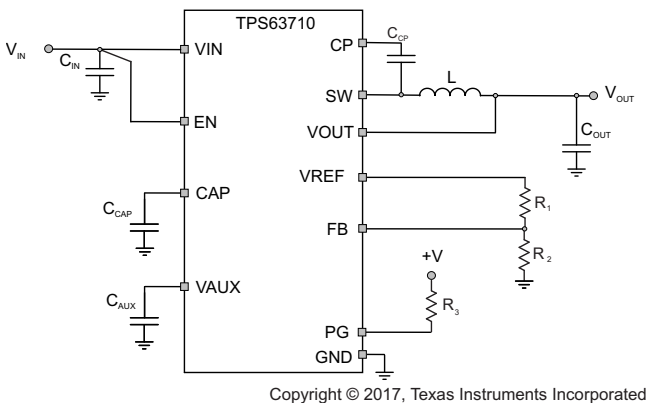 TPS63710
V_IN
C_IN
VIN
EN
CAP
C_CAP
VAUX
C_AUX
CP
C_CP
SW
L
V_OUT
VOUT
C_OUT
VREF
R_1
FB
R_2
+V
R_3
PG
GND
Copyright © 2017, Texas Instruments Incorporated